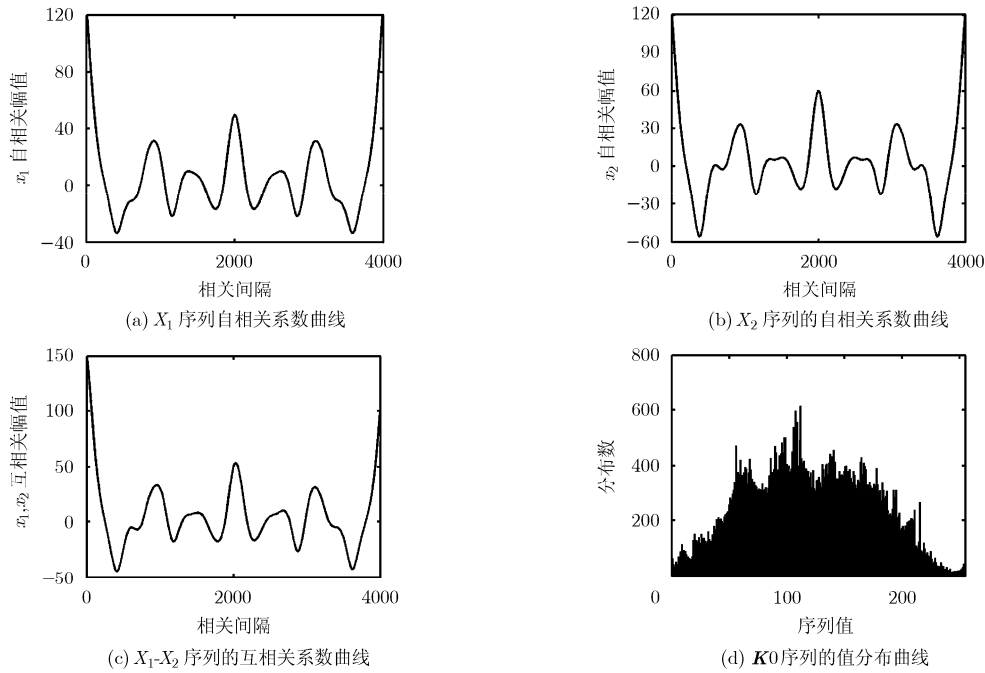 120
80
40
0
−40
x₁ 自相关幅值
0
2000
4000
相关间隔
(a) X₁ 序列自相关系数曲线
120
90
60
30
0
−30
−60
x₂ 自相关幅值
0
2000
4000
相关间隔
(b) X₂ 序列的自相关系数曲线
150
100
50
0
−50
x₁,x₂ 互相关幅值
0
2000
4000
相关间隔
(c) X₁-X₂ 序列的互相关系数曲线
800
600
400
200
分布数
0
100
200
序列值
(d) K0序列的值分布曲线